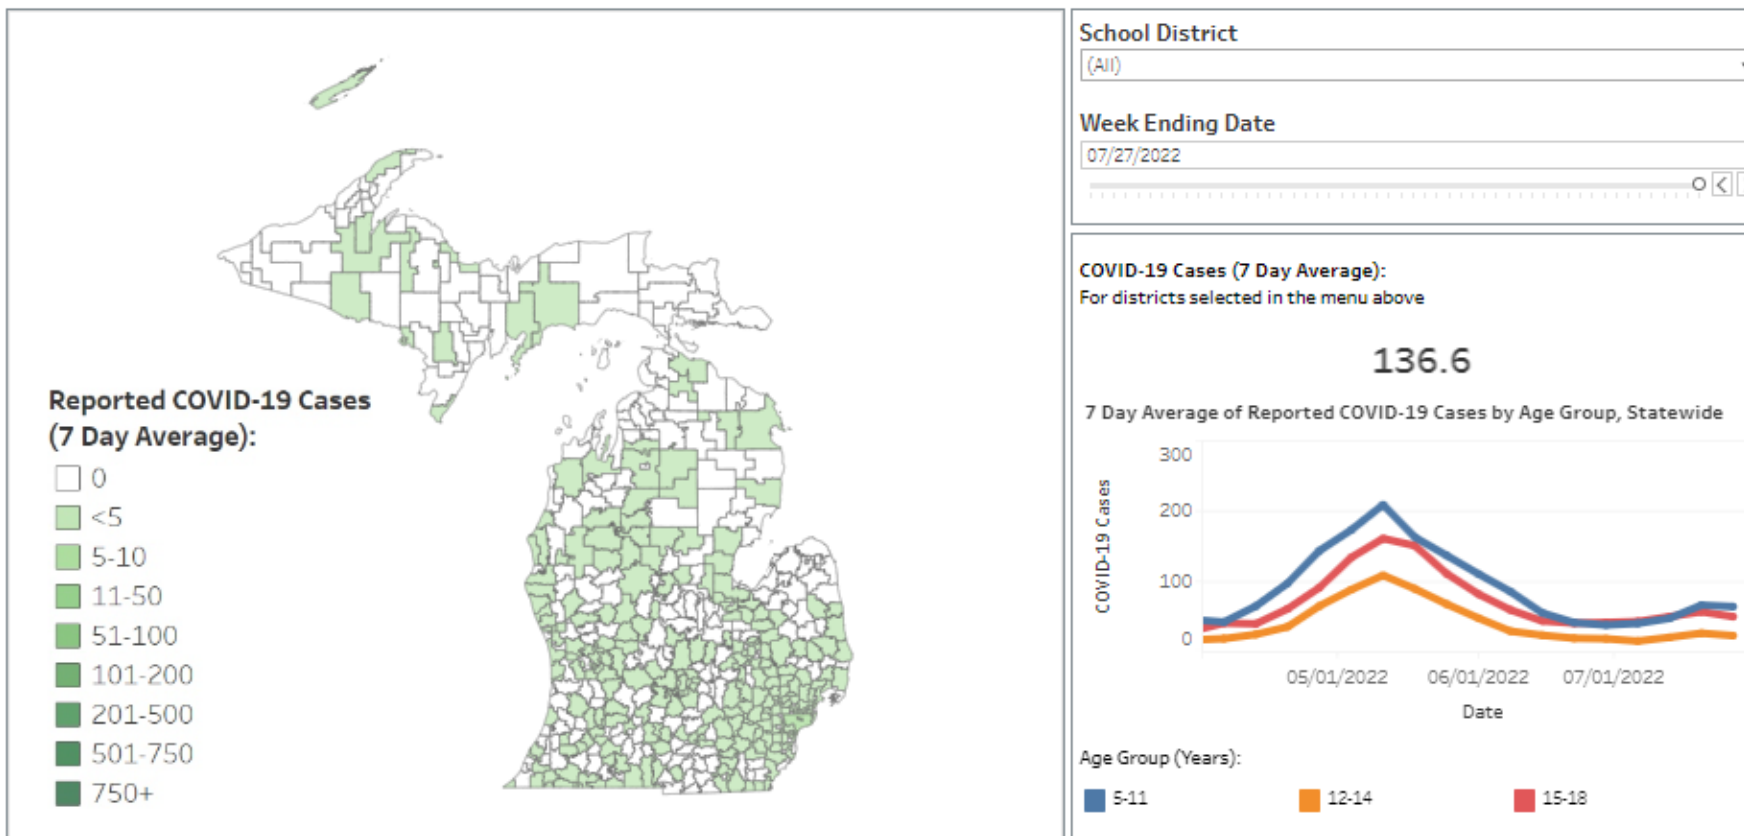 Reported COVID-19 Cases
(7 Day Average):
0
<5
5-10
11-50
51-100
101-200
201-500
501-750
750+
School District
(All)
Week Ending Date
07/27/2022
COVID-19 Cases (7 Day Average):
For districts selected in the menu above
136.6
7 Day Average of Reported COVID-19 Cases by Age Group, Statewide
300
200
100
0
COVID-19 Cases
05/01/2022 06/01/2022 07/01/2022
Date
Age Group (Years):
5-11 12-14 15-18